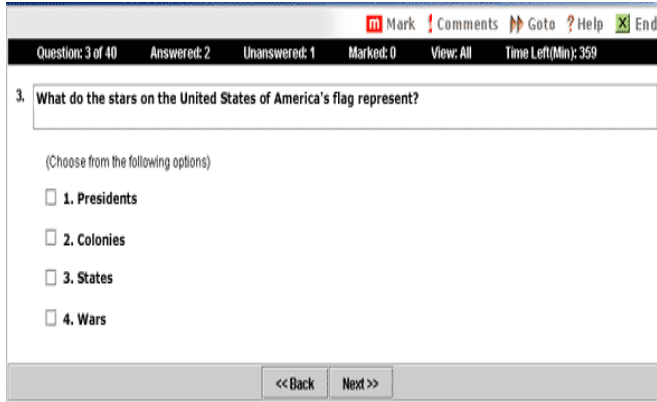 m Mark ! Comments Goto ? Help X End
Question: 3 of 40 Answered: 2 Unanswered: 1 Marked: 0 View: All Time Left(Min): 359
3. What do the stars on the United States of America's flag represent?
(Choose from the following options)
1. Presidents
2. Colonies
3. States
4. Wars
<< Back Next >>